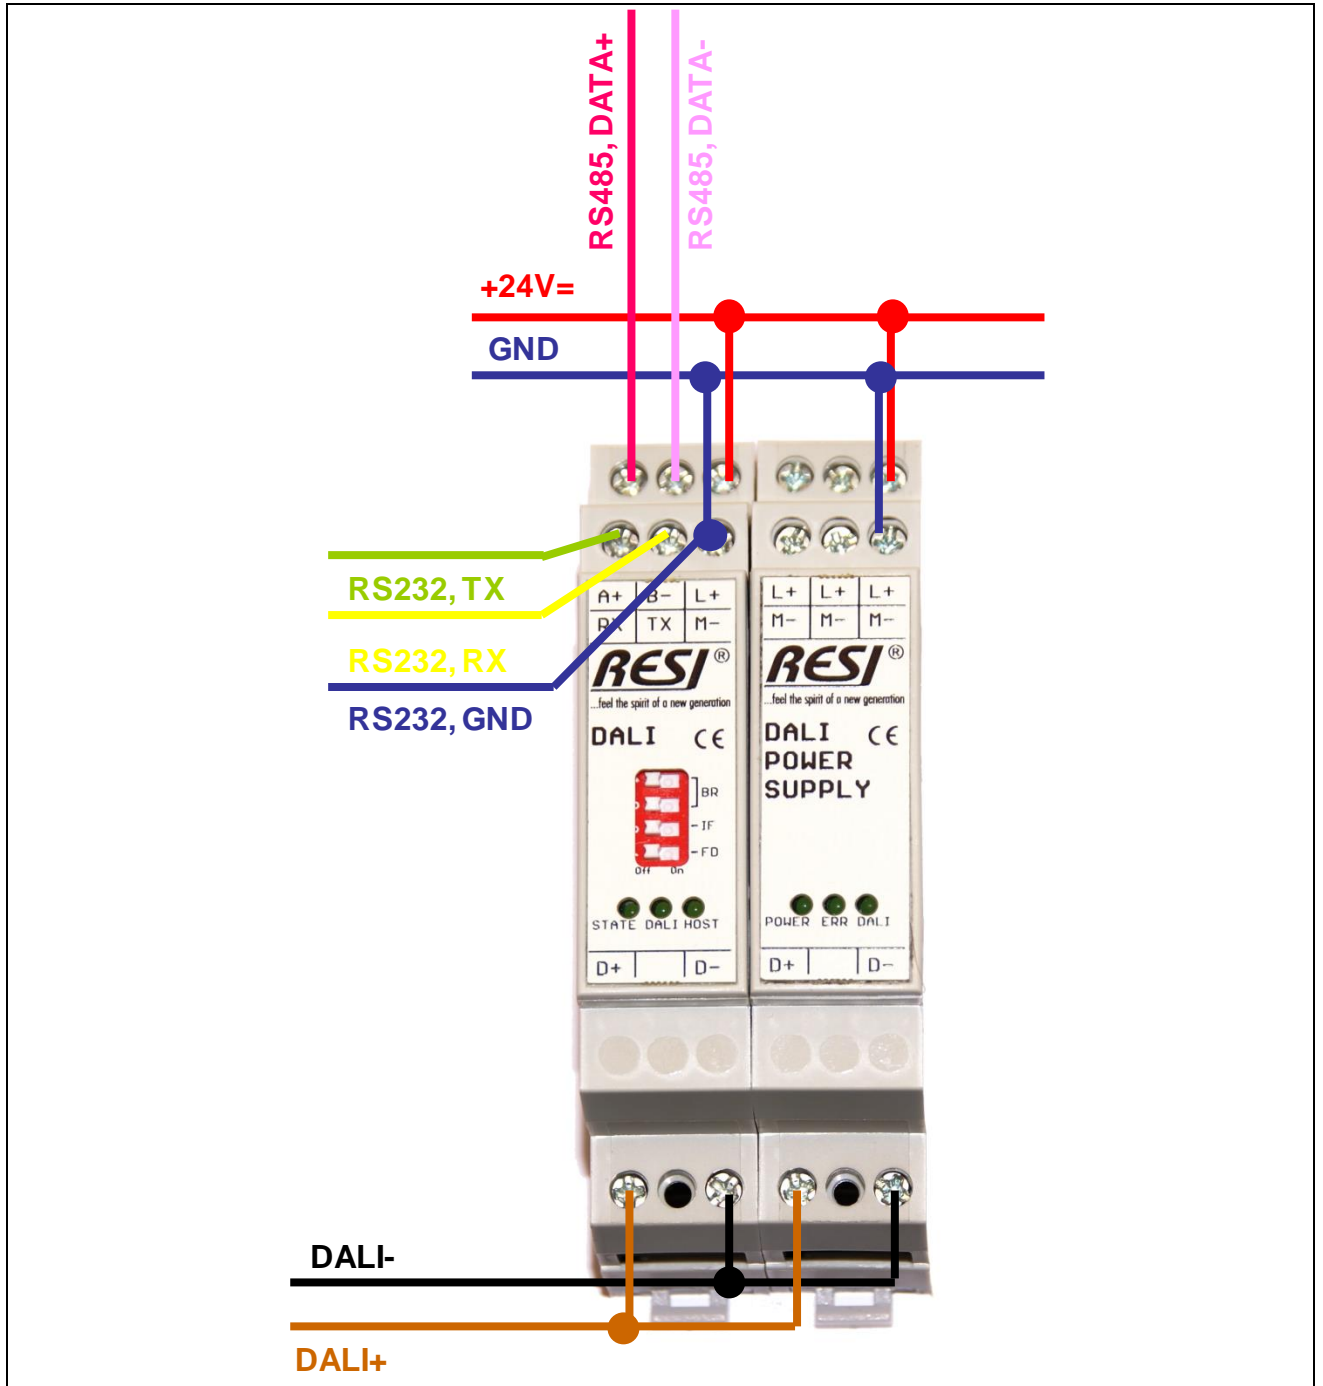 RS485, DATA+
RS485, DATA-
+24V=
GND
RS232, TX
RS232, RX
RS232, GND
A+ B- L+
RX TX M-
RESI®
...feel the spirit of a new generation
DALI CE
BR
IF
FD
Off On
STATE DALI HOST
D+ D-
L+ L+ L+
M- M- M-
RESI®
...feel the spirit of a new generation
DALI CE
POWER
SUPPLY
POWER ERR DALI
D+ D-
DALI-
DALI+